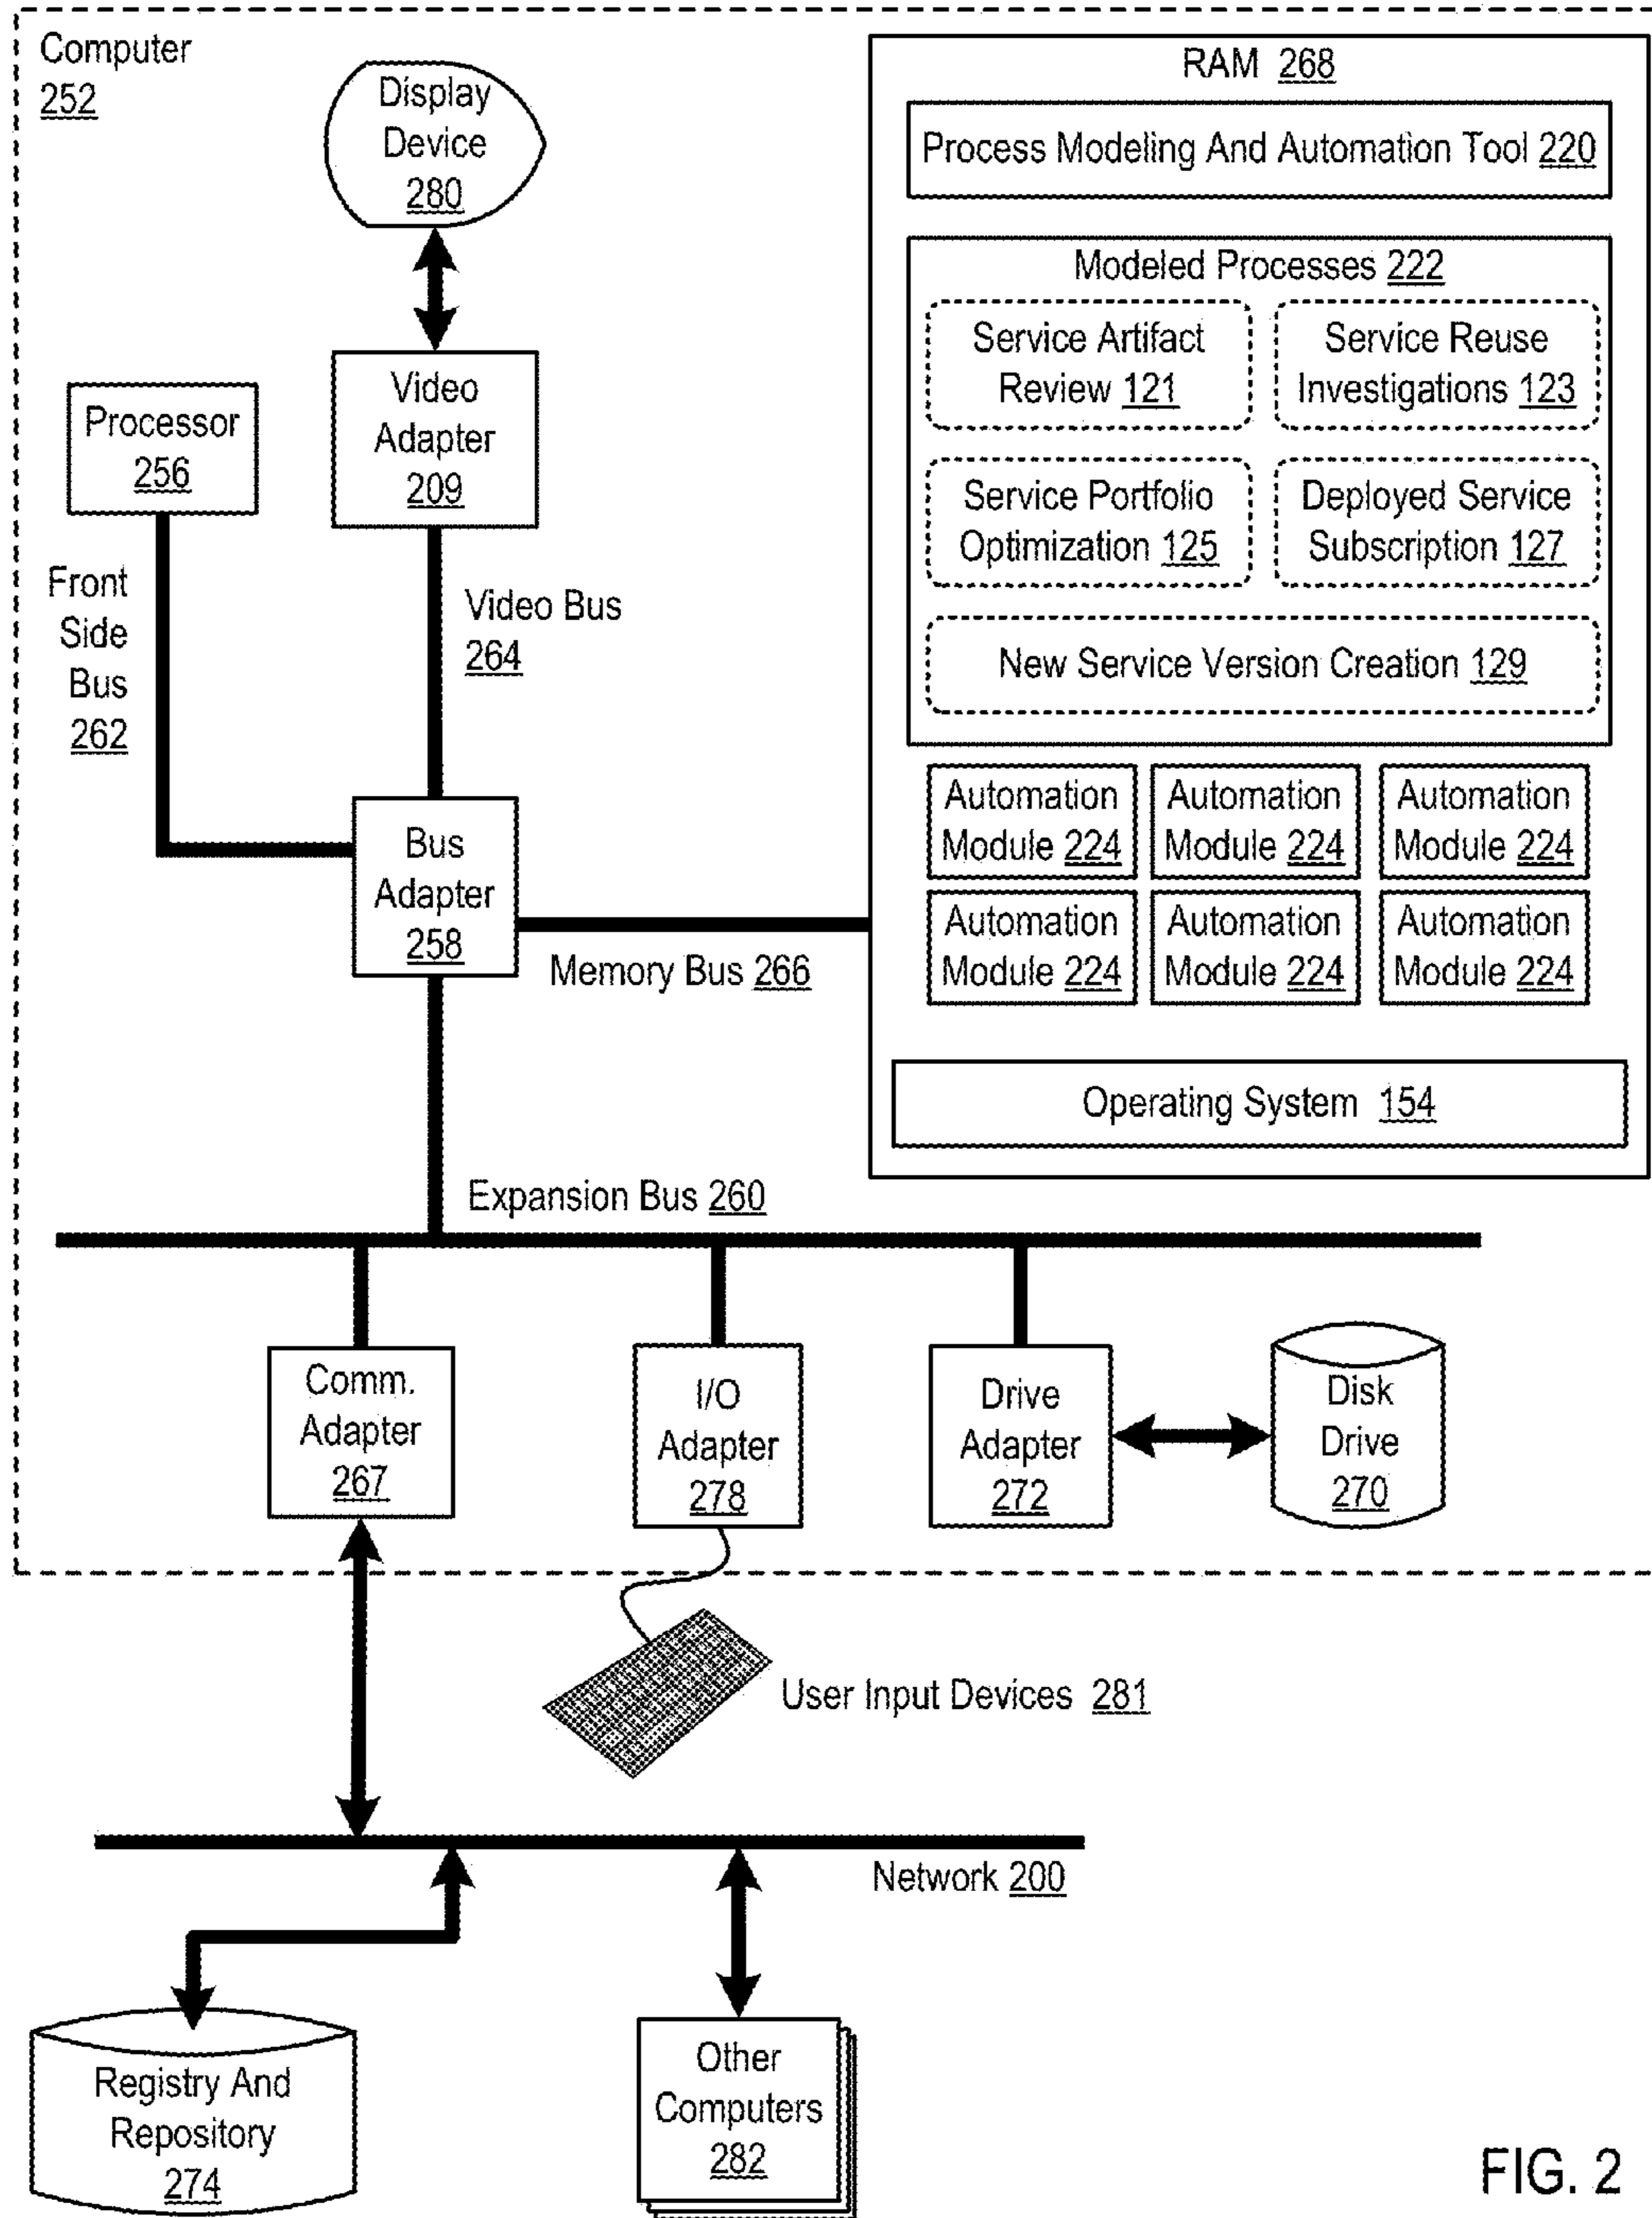 Computer
252
Display
Device
280
RAM 268
Process Modeling And Automation Tool 220
Modeled Processes 222
Service Artifact
Review 121
Service Reuse
Investigations 123
Service Portfolio
Optimization 125
Deployed Service
Subscription 127
New Service Version Creation 129
Automation
Module 224
Automation
Module 224
Automation
Module 224
Automation
Module 224
Automation
Module 224
Automation
Module 224
Operating System 154
Processor
256
Video
Adapter
209
Front
Side
Bus
262
Video Bus
264
Bus
Adapter
258
Memory Bus 266
Expansion Bus 260
Comm.
Adapter
267
I/O
Adapter
278
Drive
Adapter
272
Disk
Drive
270
User Input Devices 281
Network 200
Registry And
Repository
274
Other
Computers
282
FIG. 2